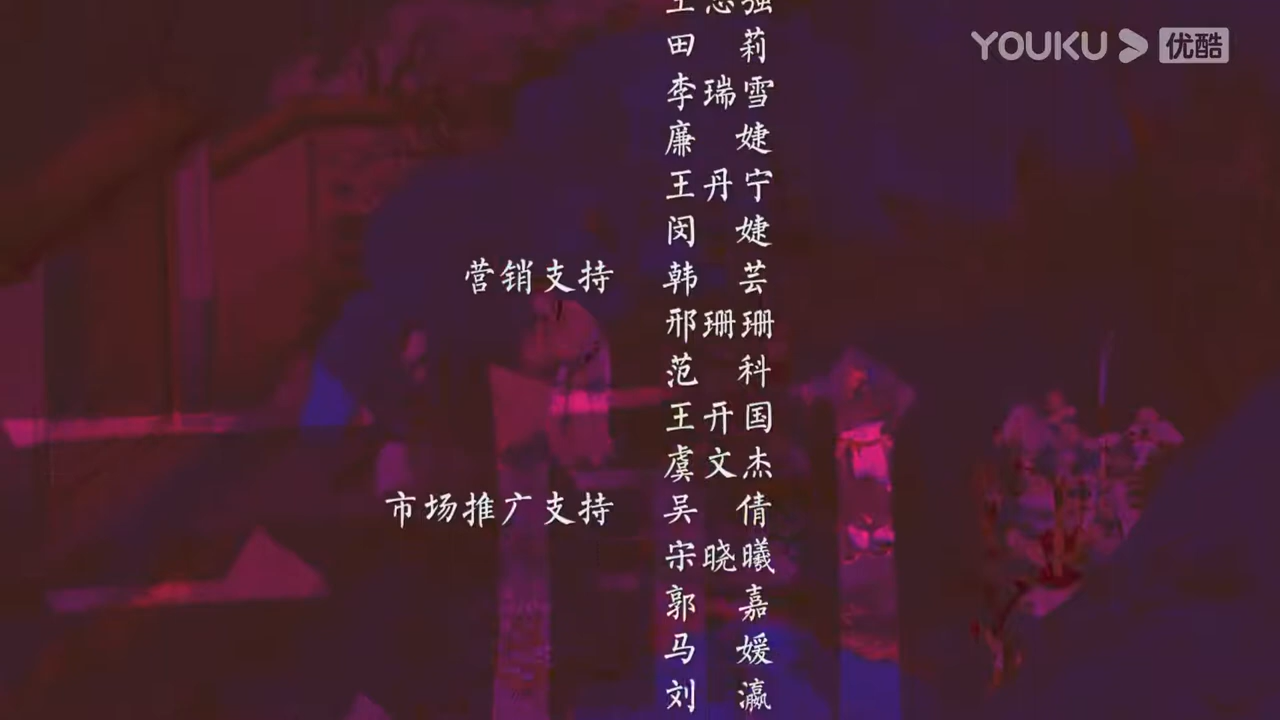 YOUKU 优酷
田 莉
李瑞雪
廉 婕
王丹宁
闵 婕
营销支持 韩 芸
邢珊珊
范 科
王开国
虞文杰
市场推广支持 吴 倩
宋晓曦
郭 嘉
马 媛
刘 瀛